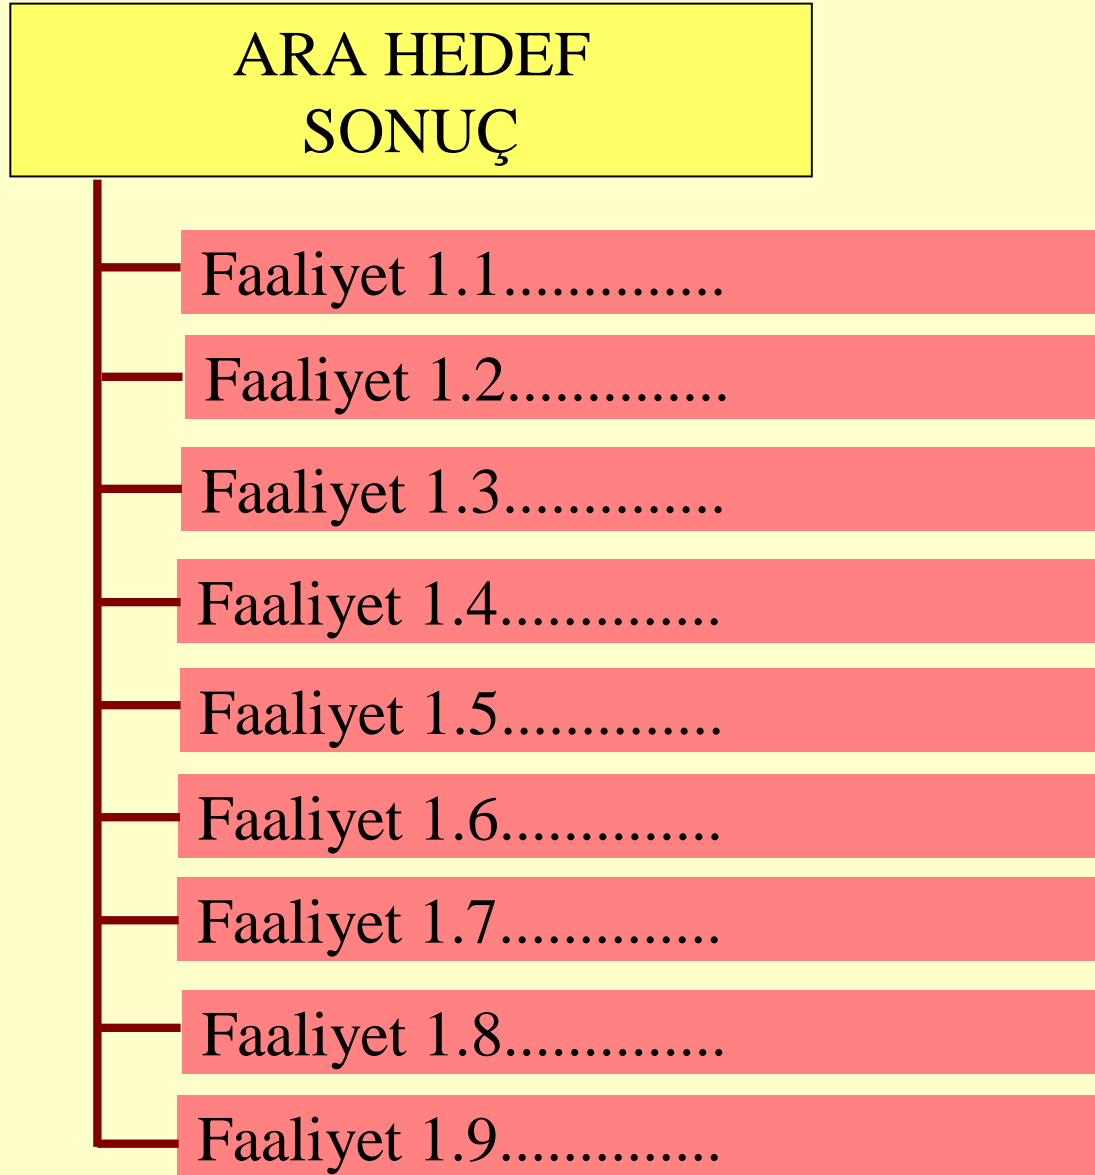 ARA HEDEF
SONUÇ
Faaliyet 1.1..............
Faaliyet 1.2..............
Faaliyet 1.3..............
Faaliyet 1.4..............
Faaliyet 1.5..............
Faaliyet 1.6..............
Faaliyet 1.7..............
Faaliyet 1.8..............
Faaliyet 1.9..............